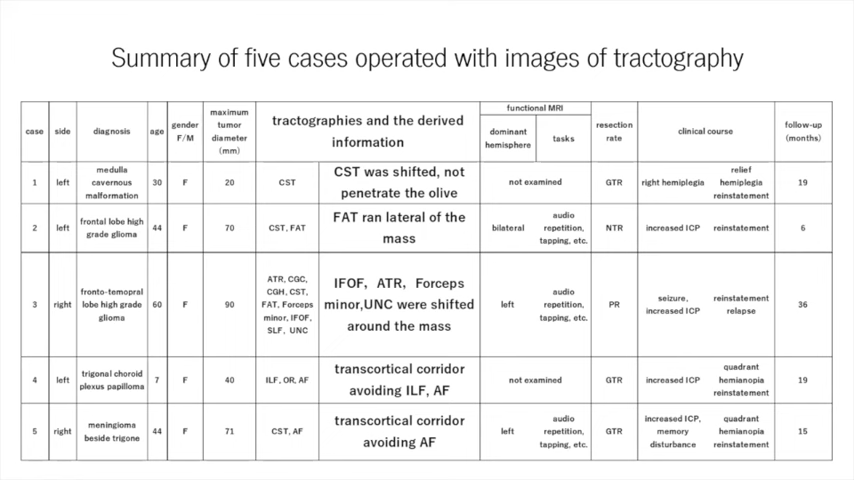 Summary of five cases operated with images of tractography
case
side
diagnosis
age
gender
F/M
maximum
tumor
diameter
(mm)
tractographies and the derived
information
functional MRI
dominant
hemisphere
tasks
resection
rate
clinical course
follow-up
(months)
1
left
medulla
cavernous
malformation
30
F
20
CST
CST was shifted, not
penetrate the olive
not examined
GTR
right hemiplegia
relief
hemiplegia
reinstatement
19
2
left
frontal lobe high
grade glioma
44
F
70
CST, FAT
FAT ran lateral of the
mass
bilateral
audio
repetition,
tapping, etc.
NTR
increased ICP
reinstatement
6
3
right
fronto-temopral
lobe high grade
glioma
60
F
90
ATR, CGC,
CGH, CST,
FAT, Forceps
minor, IFOF,
SLF, UNC
IFOF, ATR, Forceps
minor,UNC were shifted
around the mass
left
audio
repetition,
tapping, etc.
PR
seizure,
increased ICP
reinstatement
relapse
36
4
left
trigonal choroid
plexus papilloma
7
F
40
ILF, OR, AF
transcortical corridor
avoiding ILF, AF
not examined
GTR
increased ICP
quadrant
hemianopia
reinstatement
19
5
right
meningioma
beside trigone
44
F
71
CST, AF
transcortical corridor
avoiding AF
left
audio
repetition,
tapping, etc.
GTR
increased ICP,
memory
disturbance
quadrant
hemianopia
reinstatement
15